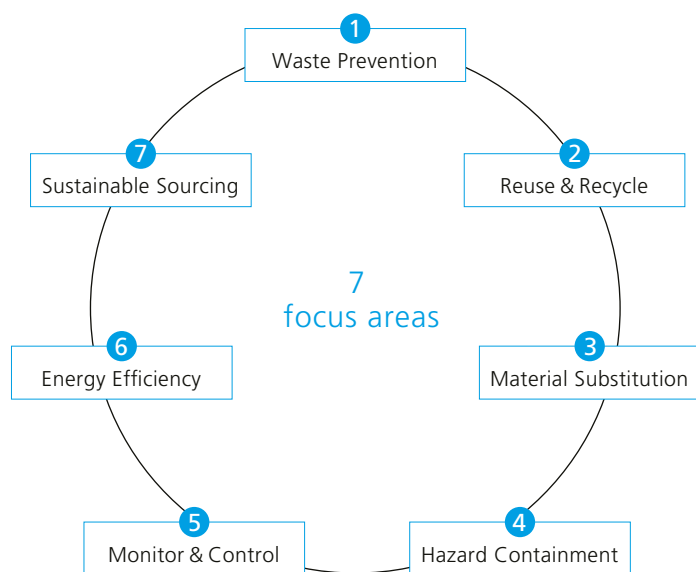 1
Waste Prevention
2
Reuse & Recycle
3
Material Substitution
4
Hazard Containment
5
Monitor & Control
6
Energy Efficiency
7
Sustainable Sourcing
7
focus areas